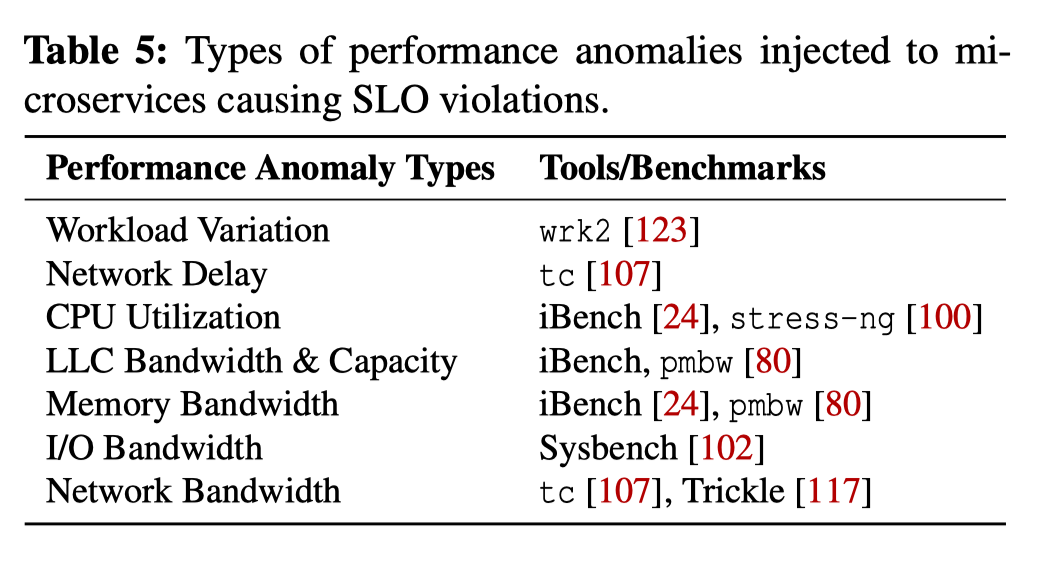 Table 5: Types of performance anomalies injected to mi-
croservices causing SLO violations.
Performance Anomaly Types Tools/Benchmarks
Workload Variation wrk2 [123]
Network Delay tc [107]
CPU Utilization iBench [24], stress-ng [100]
LLC Bandwidth & Capacity iBench, pmbw [80]
Memory Bandwidth iBench [24], pmbw [80]
I/O Bandwidth Sysbench [102]
Network Bandwidth tc [107], Trickle [117]